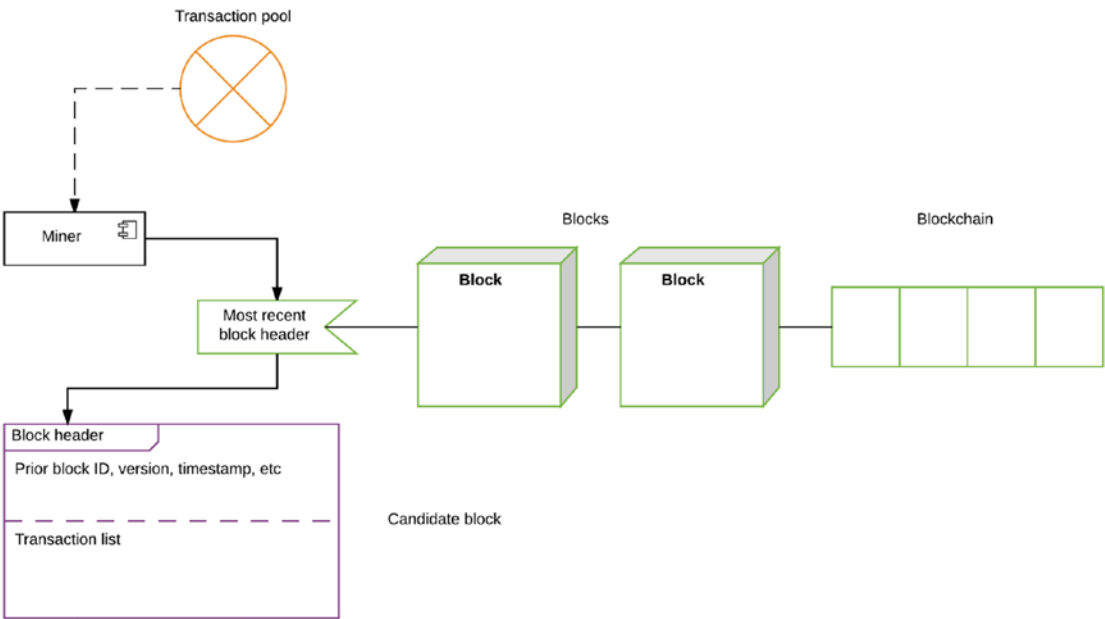 Transaction pool
Miner
Blocks
Blockchain
Block
Block
Most recent
block header
Block header
Prior block ID, version, timestamp, etc
Candidate block
Transaction list